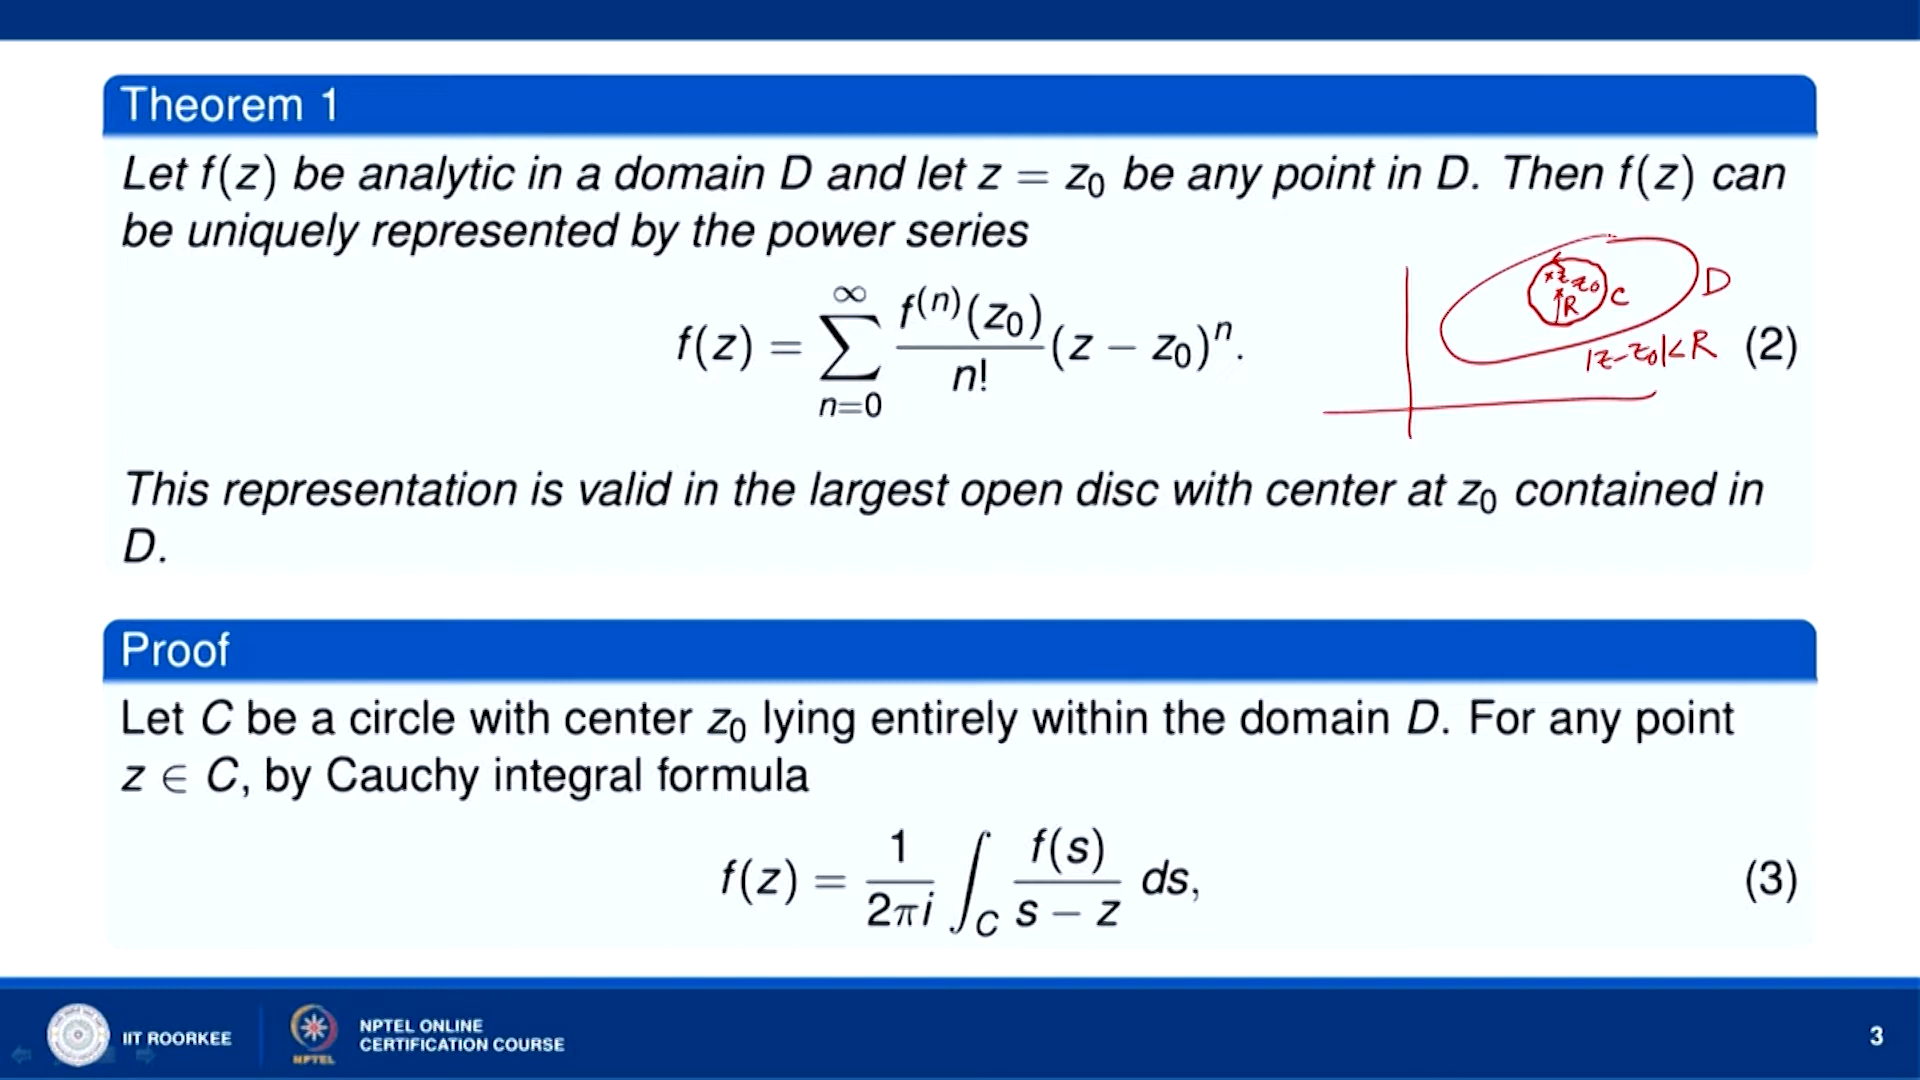 Theorem 1
Let f(z) be analytic in a domain D and let z = z₀ be any point in D. Then f(z) can
be uniquely represented by the power series
f(z) = ∑_{n=0}^{∞} f⁽ⁿ⁾(z₀)/n! (z − z₀)ⁿ. (2)
z z₀ R C D
|z-z₀|<R
This representation is valid in the largest open disc with center at z₀ contained in
D.
Proof
Let C be a circle with center z₀ lying entirely within the domain D. For any point
z ∈ C, by Cauchy integral formula
f(z) = 1/2πi ∫_C f(s)/s − z ds, (3)
IIT ROORKEE
NPTEL
NPTEL ONLINE
CERTIFICATION COURSE
3